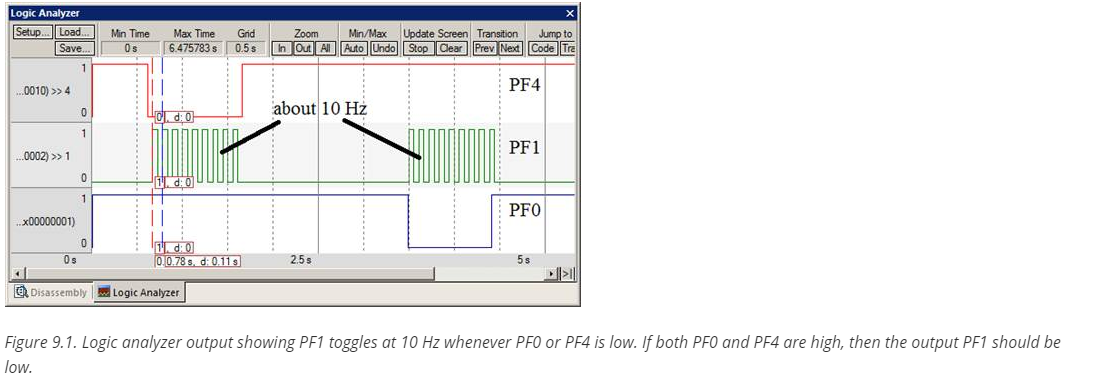 Logic Analyzer
Setup... Load... Min Time Max Time Grid Zoom Min/Max Update Screen Transition Jump to
Save... 0 s 6.475783 s 0.5 s In Out All Auto Undo Stop Clear Prev Next Code Tra
1
...0010) >> 4
0
0, d: 0
PF4
about 10 Hz
1
...0002) >> 1
0
1, d: 0
PF1
1
...x00000001)
0
1, d: 0
PF0
0 s 0.78 s, d: 0.11 s 2.5 s 5 s
Disassembly Logic Analyzer
Figure 9.1. Logic analyzer output showing PF1 toggles at 10 Hz whenever PF0 or PF4 is low. If both PF0 and PF4 are high, then the output PF1 should be
low.